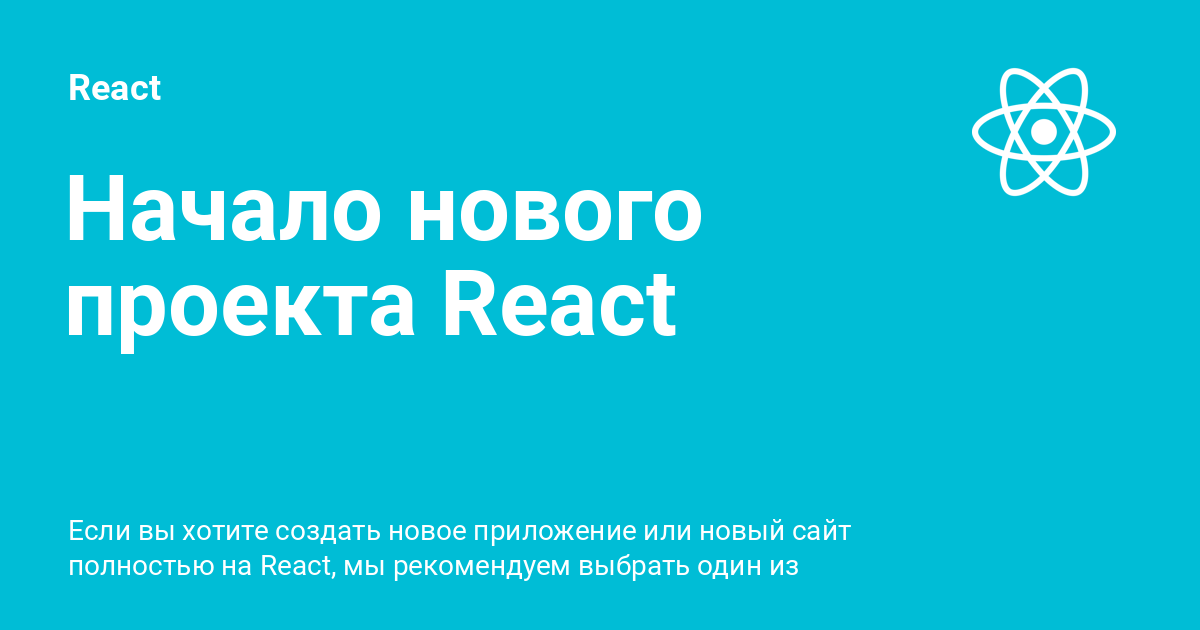 React
Начало нового
проекта React
Если вы хотите создать новое приложение или новый сайт
полностью на React, мы рекомендуем выбрать один из